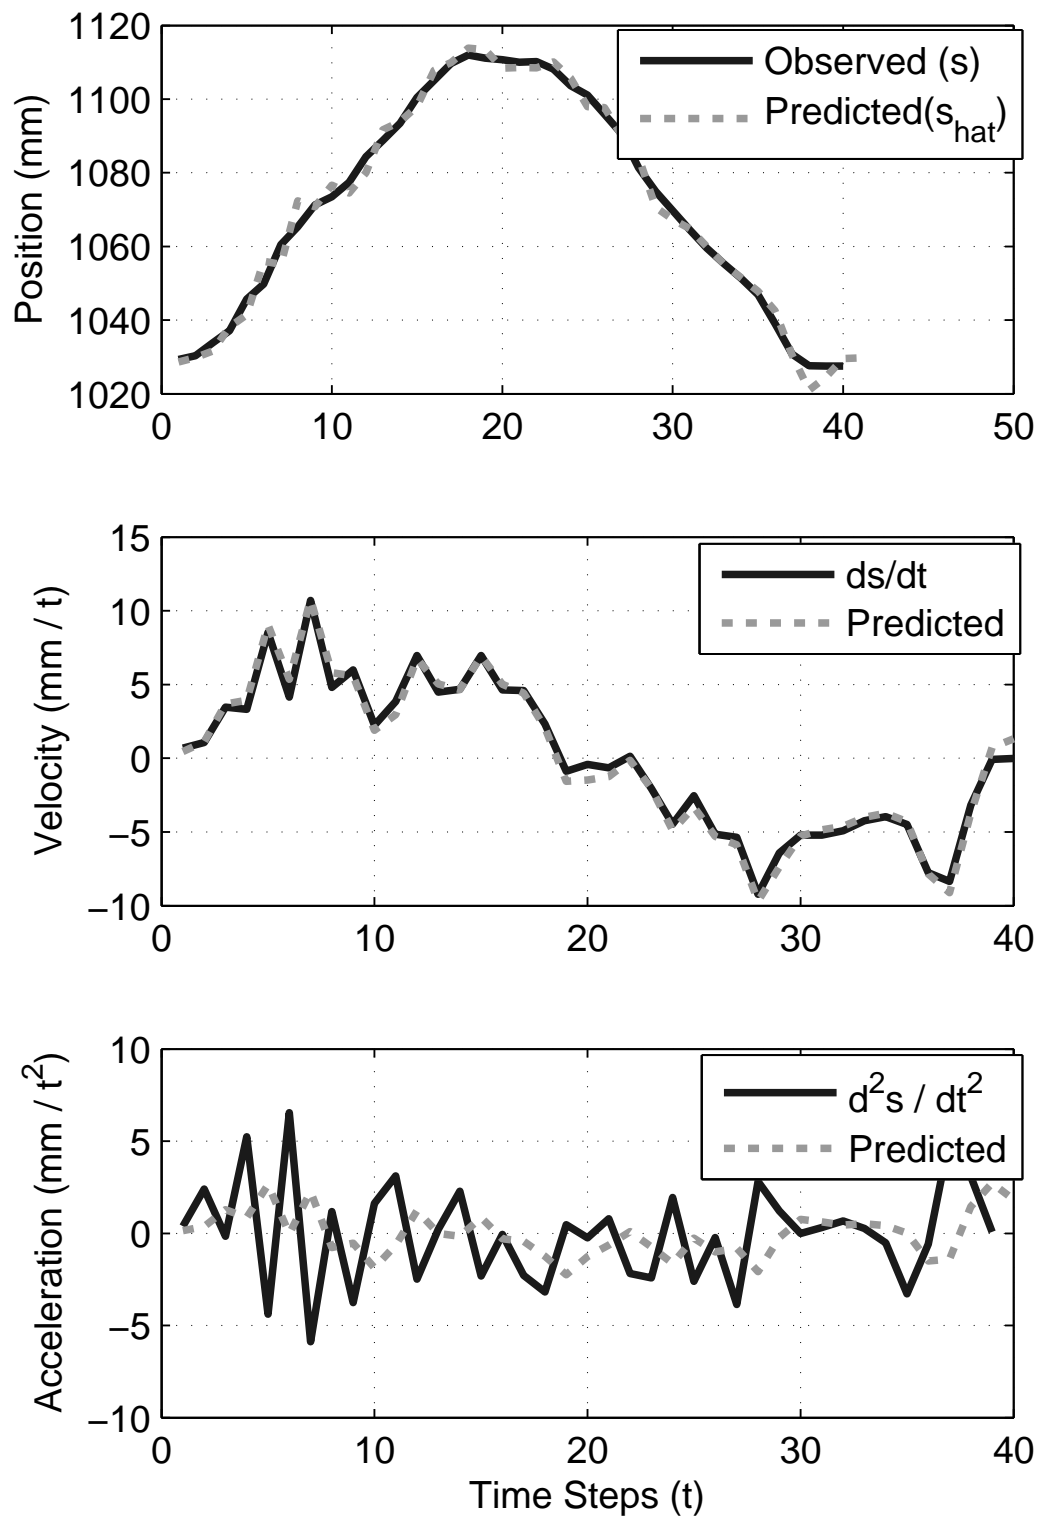 1120
1100
1080
1060
1040
1020
Position (mm)
Observed (s)
Predicted(s_hat)
0 10 20 30 40 50
15
10
5
0
−5
−10
Velocity (mm / t)
ds/dt
Predicted
0 10 20 30 40
10
5
0
−5
−10
Acceleration (mm / t²)
d²s / dt²
Predicted
0 10 20 30 40
Time Steps (t)